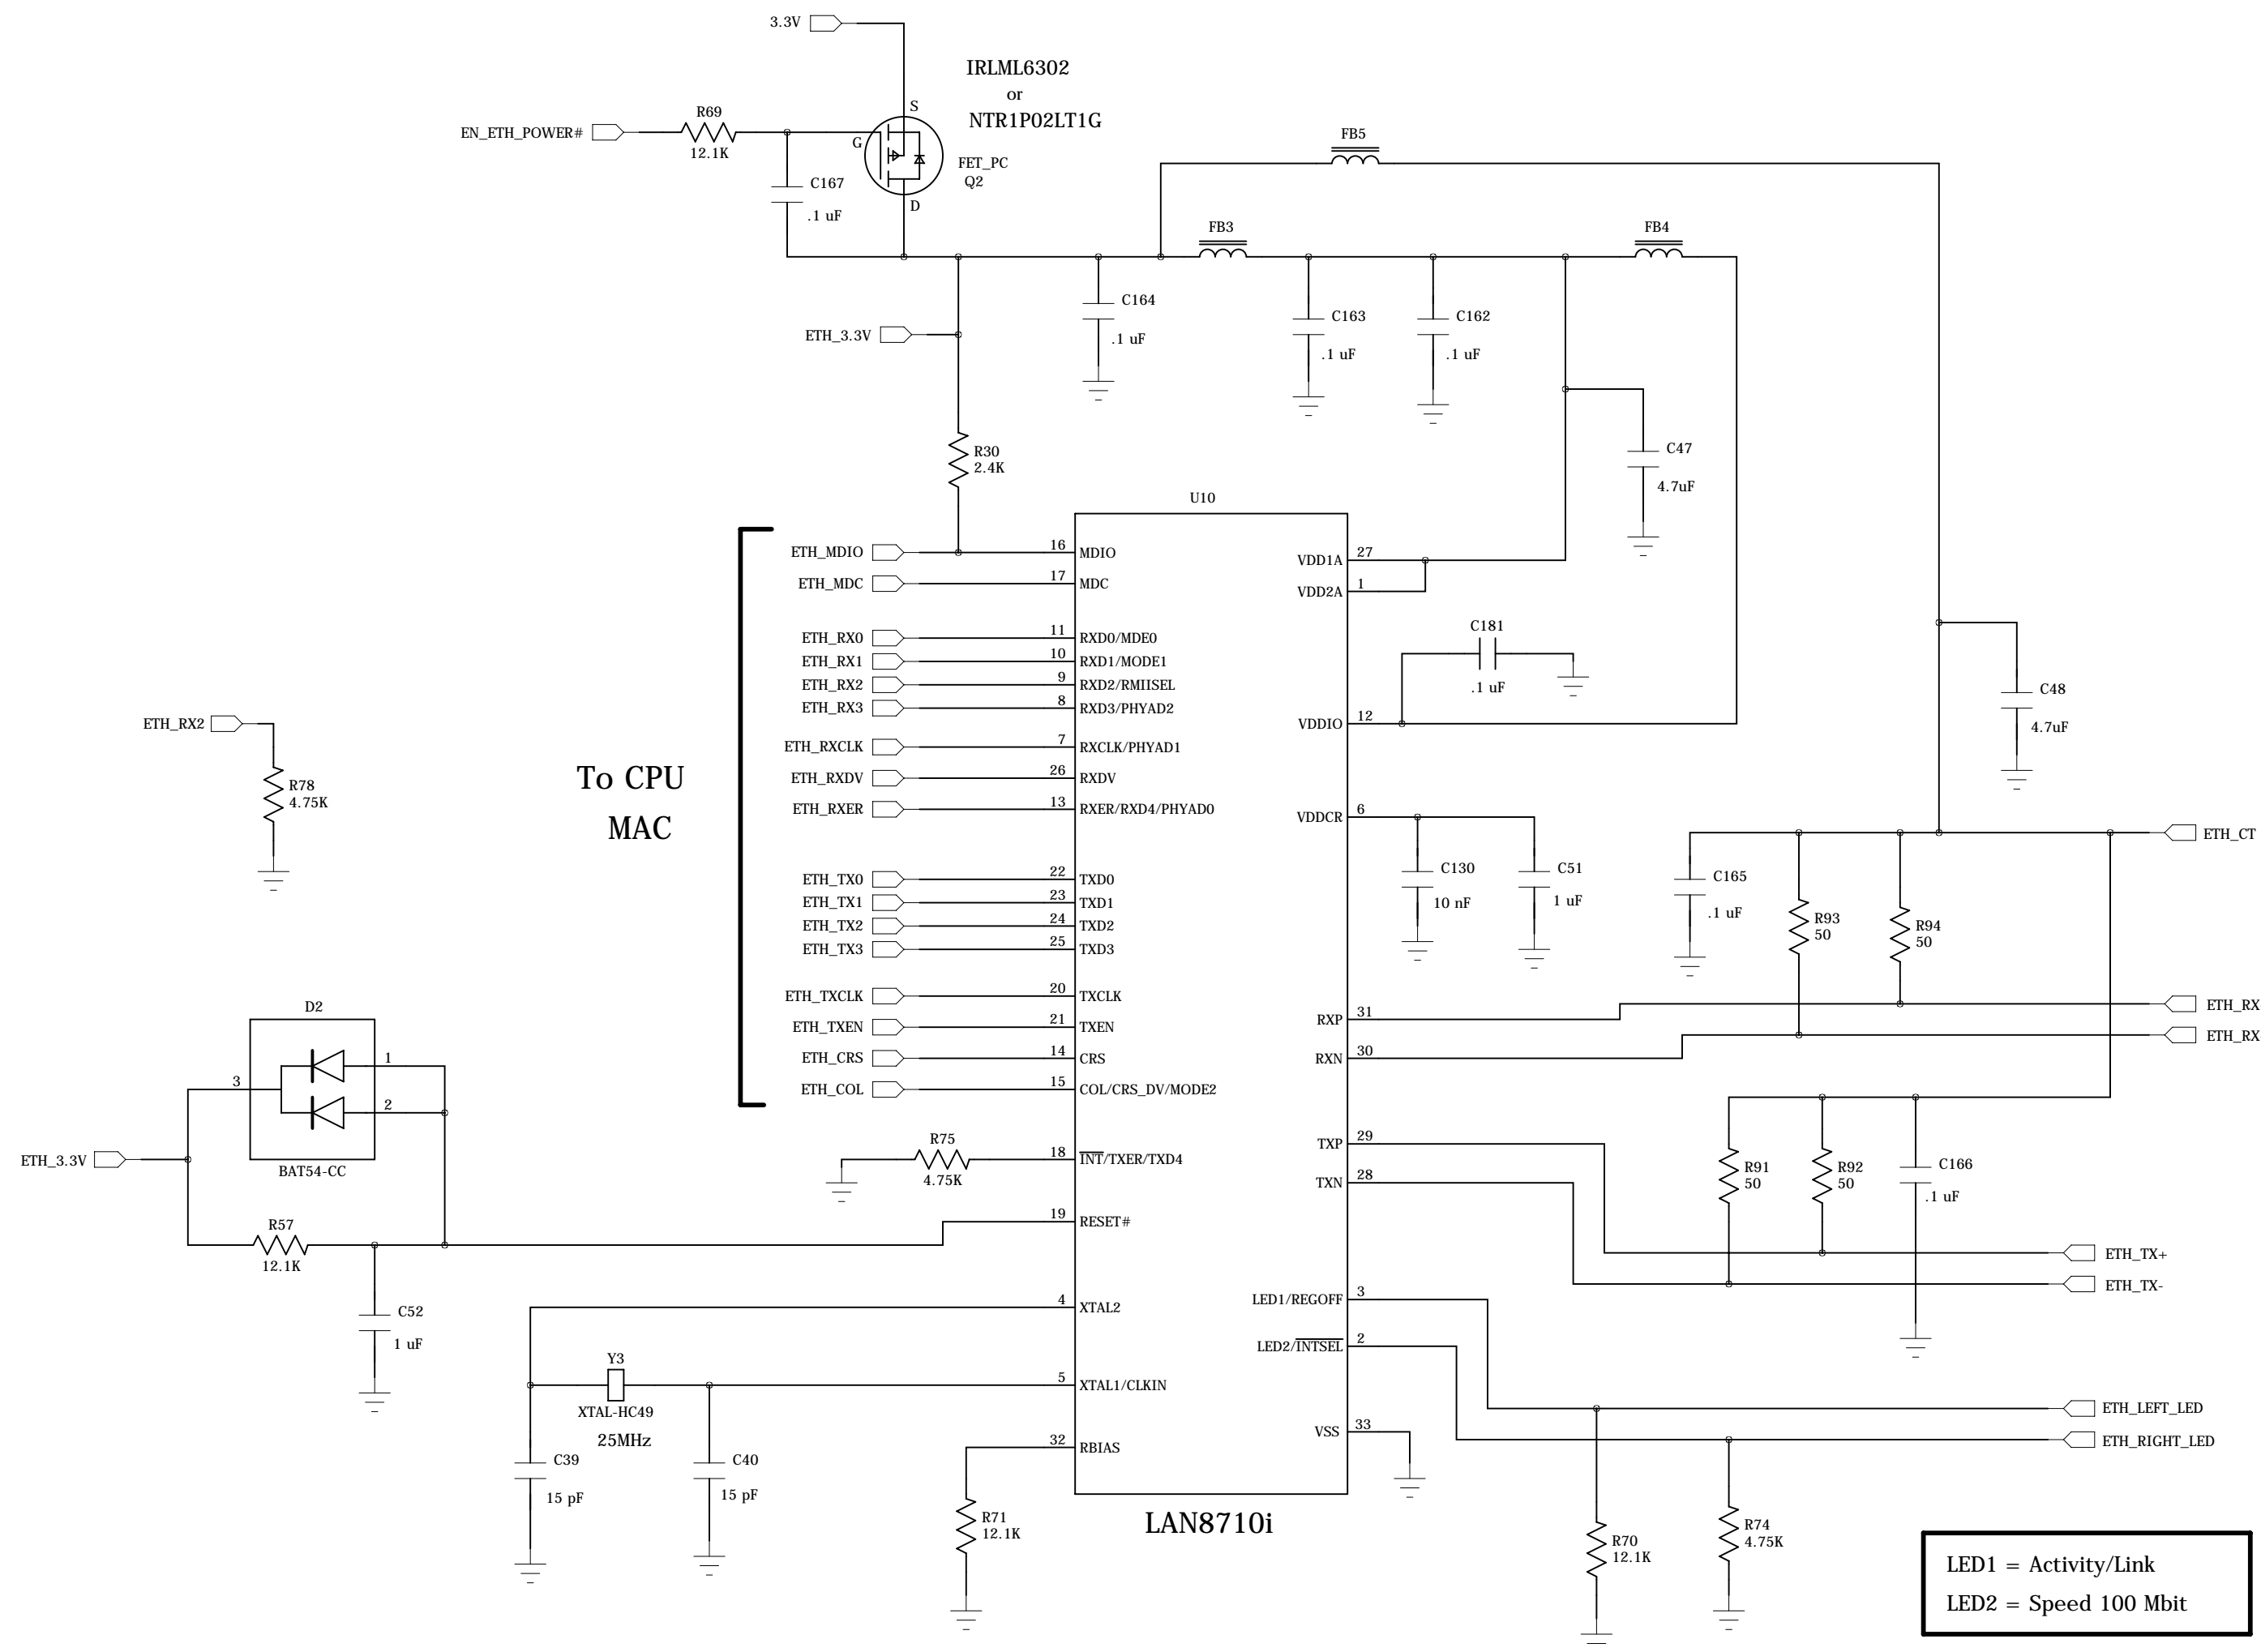 3.3V
IRLML6302
or
NTR1P02LT1G
EN_ETH_POWER#
R69
12.1K
S
G
D
FET_PC
Q2
C167
.1 uF
FB5
FB3
FB4
ETH_3.3V
C164
.1 uF
C163
.1 uF
C162
.1 uF
C47
4.7uF
R30
2.4K
U10
ETH_MDIO 16 MDIO
ETH_MDC 17 MDC
ETH_RX0 11 RXD0/MDE0
ETH_RX1 10 RXD1/MODE1
ETH_RX2 9 RXD2/RMIISEL
ETH_RX3 8 RXD3/PHYAD2
ETH_RXCLK 7 RXCLK/PHYAD1
ETH_RXDV 26 RXDV
ETH_RXER 13 RXER/RXD4/PHYAD0
ETH_TX0 22 TXD0
ETH_TX1 23 TXD1
ETH_TX2 24 TXD2
ETH_TX3 25 TXD3
ETH_TXCLK 20 TXCLK
ETH_TXEN 21 TXEN
ETH_CRS 14 CRS
ETH_COL 15 COL/CRS_DV/MODE2
To CPU
MAC
ETH_RX2
R78
4.75K
R75
4.75K
18 INT/TXER/TXD4
19 RESET#
4 XTAL2
5 XTAL1/CLKIN
32 RBIAS
D2
3
1
2
BAT54-CC
ETH_3.3V
R57
12.1K
C52
1 uF
Y3
XTAL-HC49
25MHz
C39
15 pF
C40
15 pF
R71
12.1K
LAN8710i
VDD1A 27
VDD2A 1
C181
.1 uF
VDDIO 12
VDDCR 6
C130
10 nF
C51
1 uF
C48
4.7uF
ETH_CT
C165
.1 uF
R93
50
R94
50
RXP 31
RXN 30
ETH_RX
ETH_RX
TXP 29
TXN 28
R91
50
R92
50
C166
.1 uF
ETH_TX+
ETH_TX-
LED1/REGOFF 3
LED2/INTSEL 2
VSS 33
ETH_LEFT_LED
ETH_RIGHT_LED
R70
12.1K
R74
4.75K
LED1 = Activity/Link
LED2 = Speed 100 Mbit